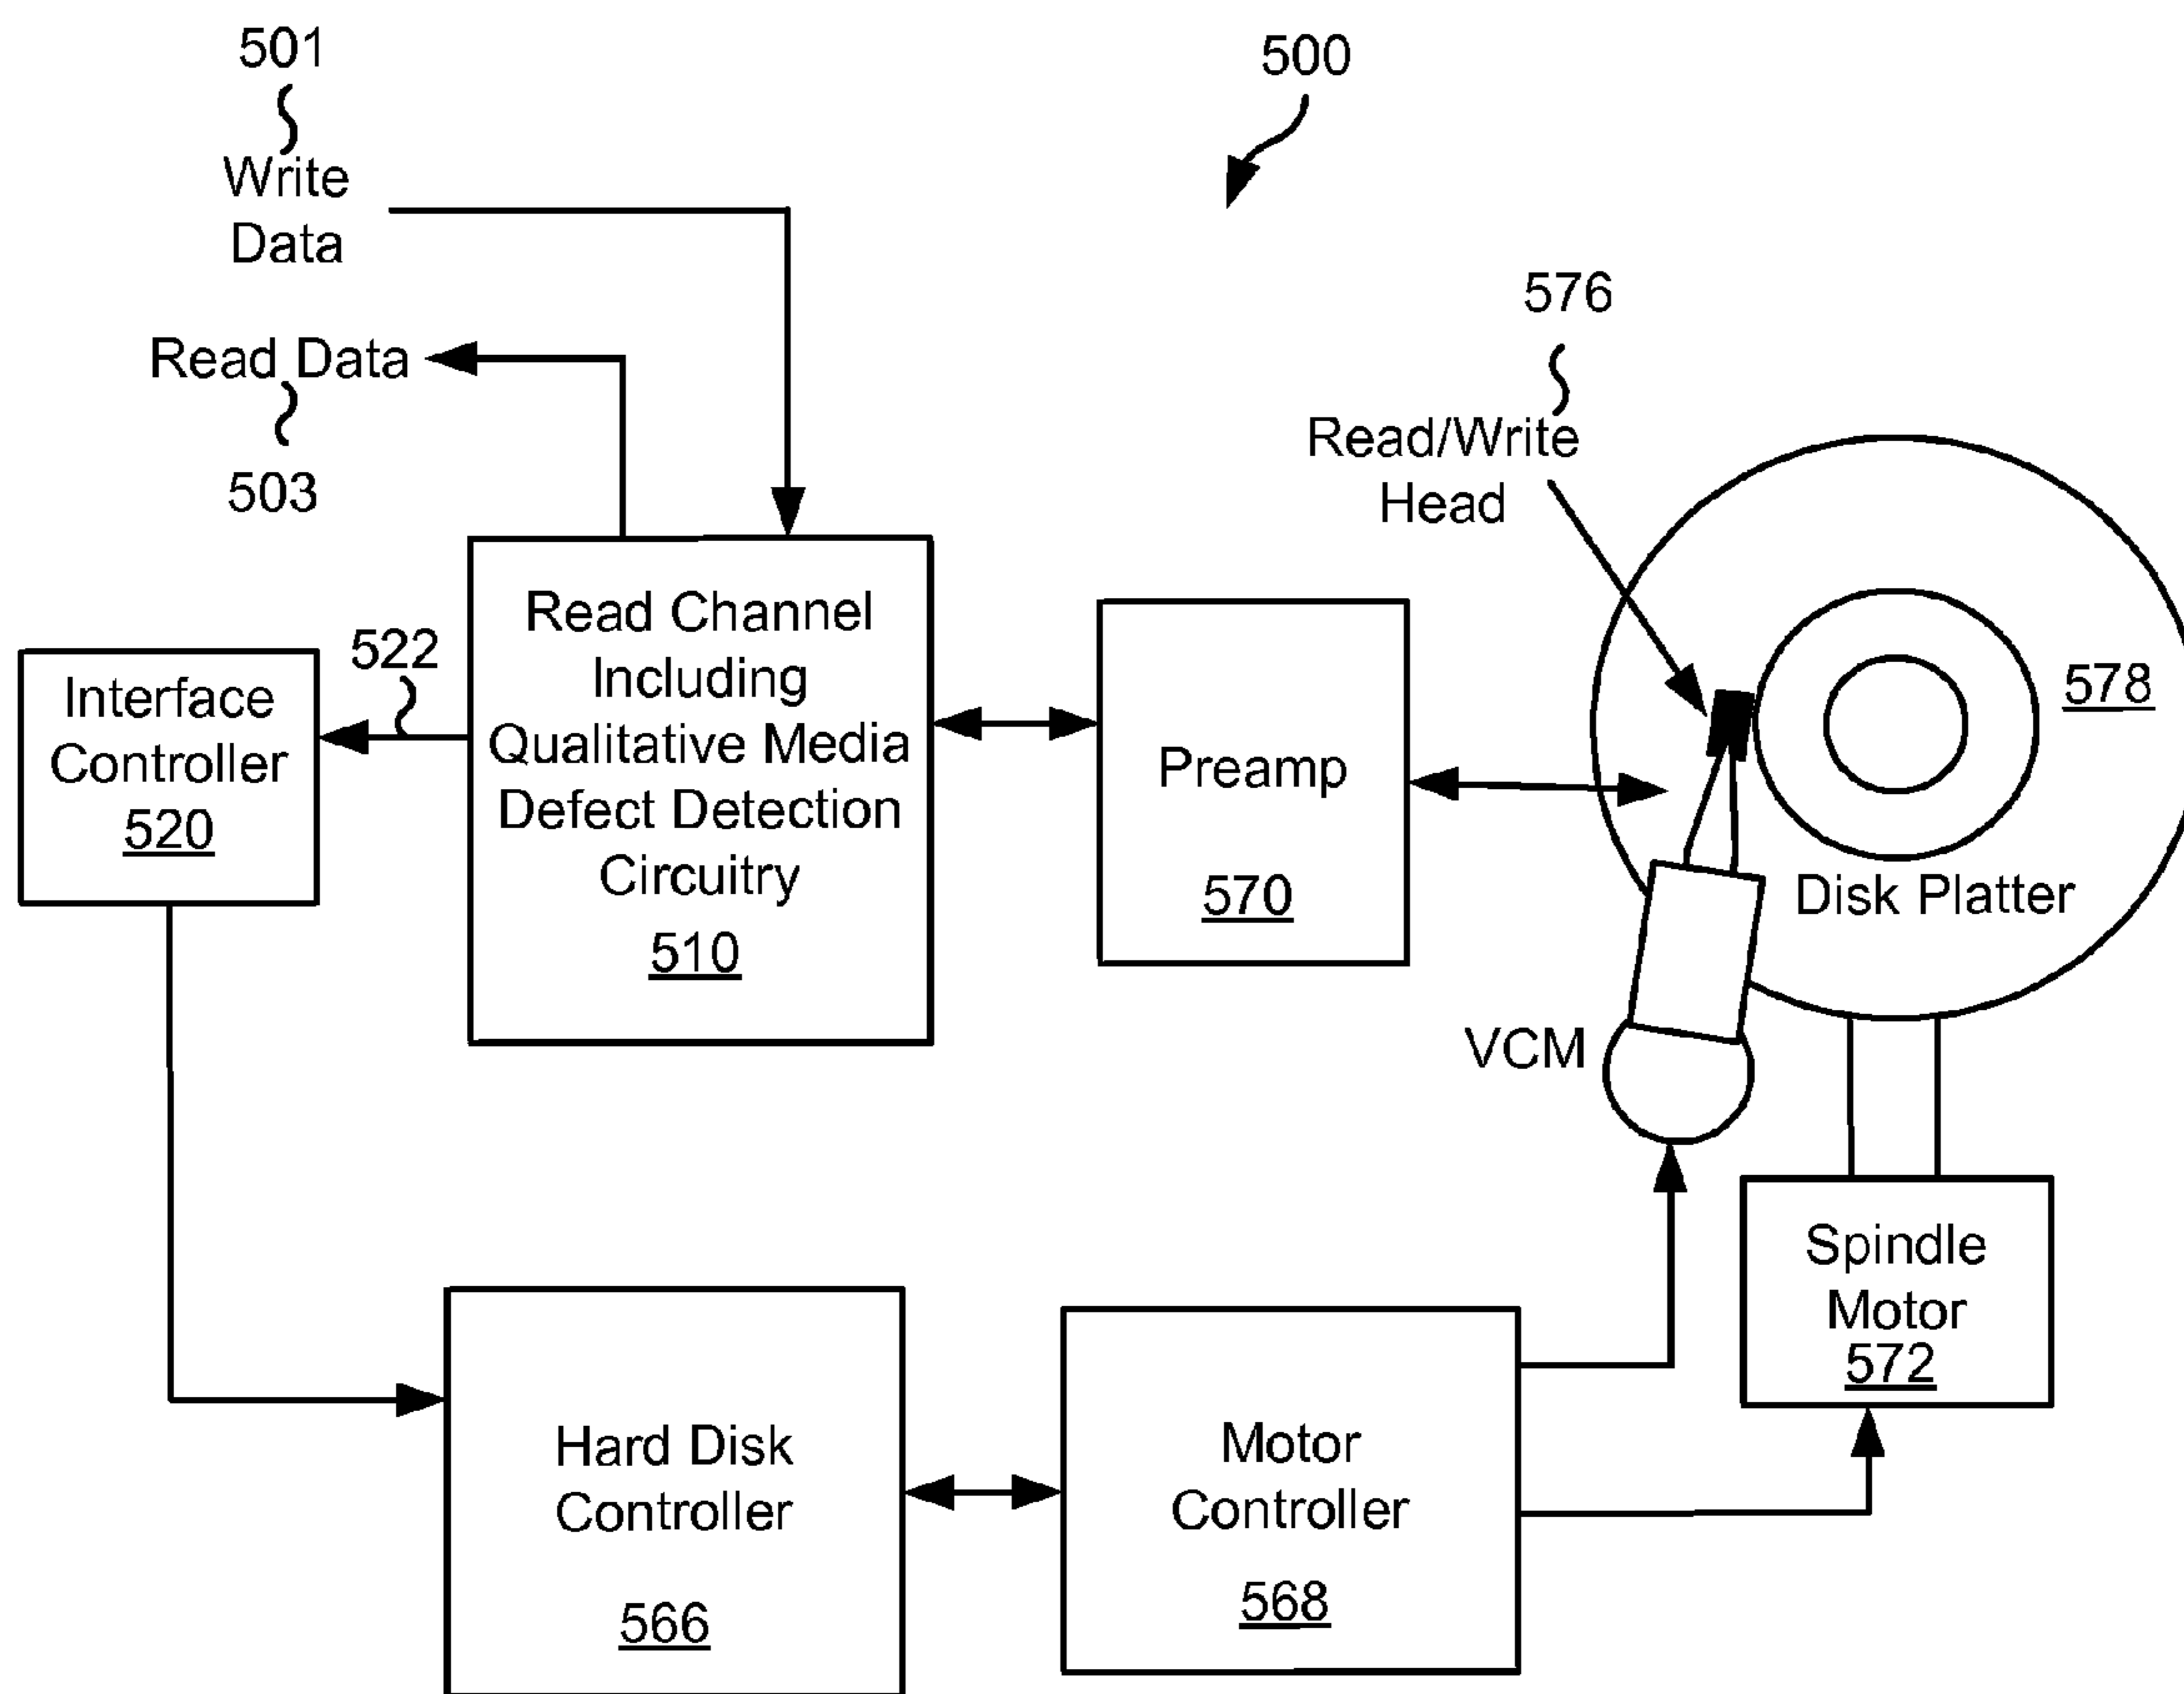 501
Write
Data
Read Data
503
500
576
Read/Write
Head
578
Disk Platter
Interface
Controller
520
522
Read Channel
Including
Qualitative Media
Defect Detection
Circuitry
510
Preamp
570
VCM
Spindle
Motor
572
Hard Disk
Controller
566
Motor
Controller
568